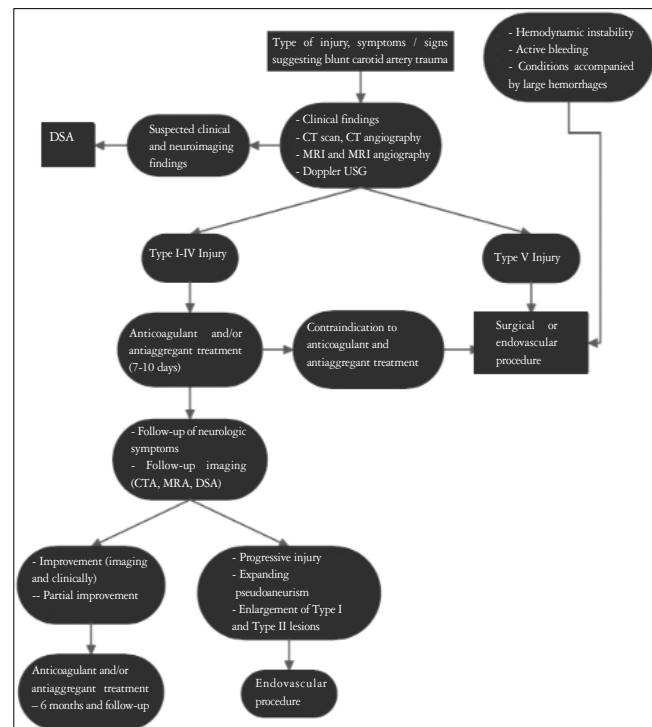 Type of injury, symptoms / signs
suggesting blunt carotid artery trauma
- Hemodynamic instability
- Active bleeding
- Conditions accompanied
by large hemorrhages
DSA
Suspected clinical
and neuroimaging
findings
- Clinical findings
- CT scan, CT angiography
- MRI and MRI angiography
- Doppler USG
Type I-IV Injury
Type V Injury
Anticoagulant and/or
antiaggregant treatment
(7-10 days)
Contraindication to
anticoagulant and
antiaggregant treatment
Surgical or
endovascular
procedure
- Follow-up of neurologic
symptoms
- Follow-up imaging
(CTA, MRA, DSA)
- Improvement (imaging
and clinically)
-- Partial improvement
- Progressive injury
- Expanding
pseudoaneurism
- Enlargement of Type I
and Type II lesions
Anticoagulant and/or
antiaggregant treatment
– 6 months and follow-up
Endovascular
procedure